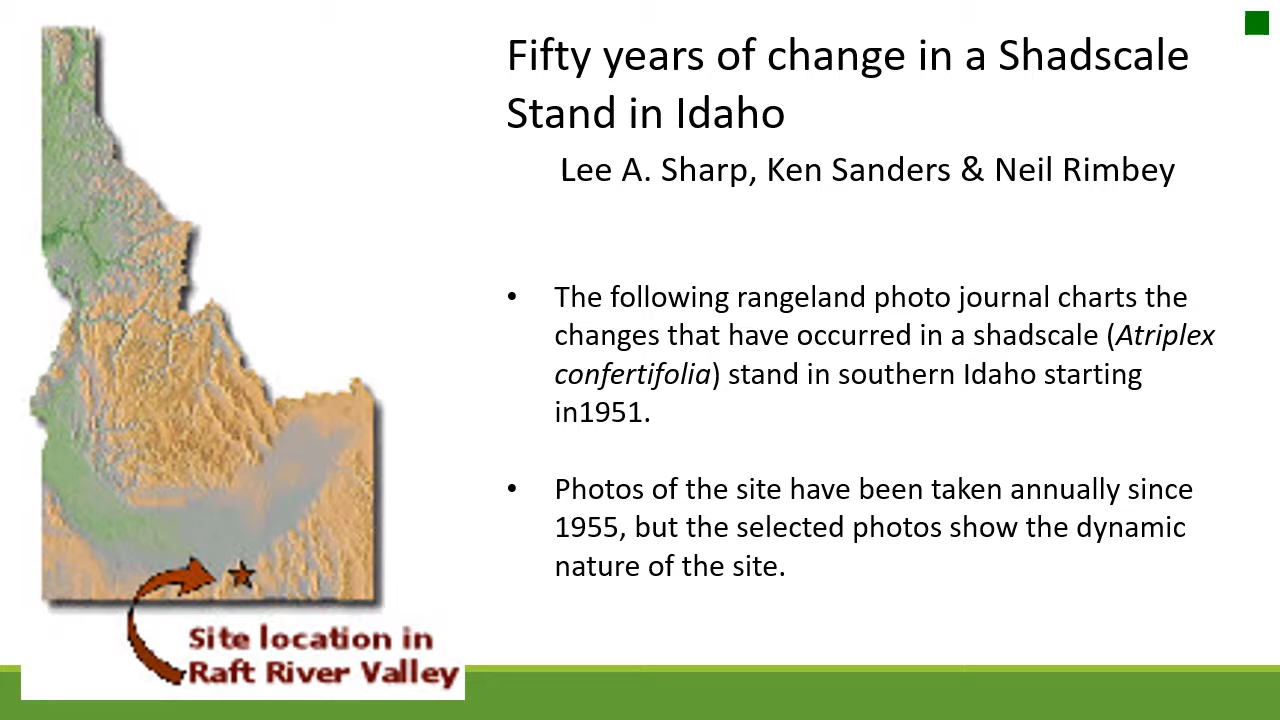 Fifty years of change in a Shadscale
Stand in Idaho
Lee A. Sharp, Ken Sanders & Neil Rimbey
• The following rangeland photo journal charts the
changes that have occurred in a shadscale (Atriplex
confertifolia) stand in southern Idaho starting
in1951.
• Photos of the site have been taken annually since
1955, but the selected photos show the dynamic
nature of the site.
Site location in
Raft River Valley